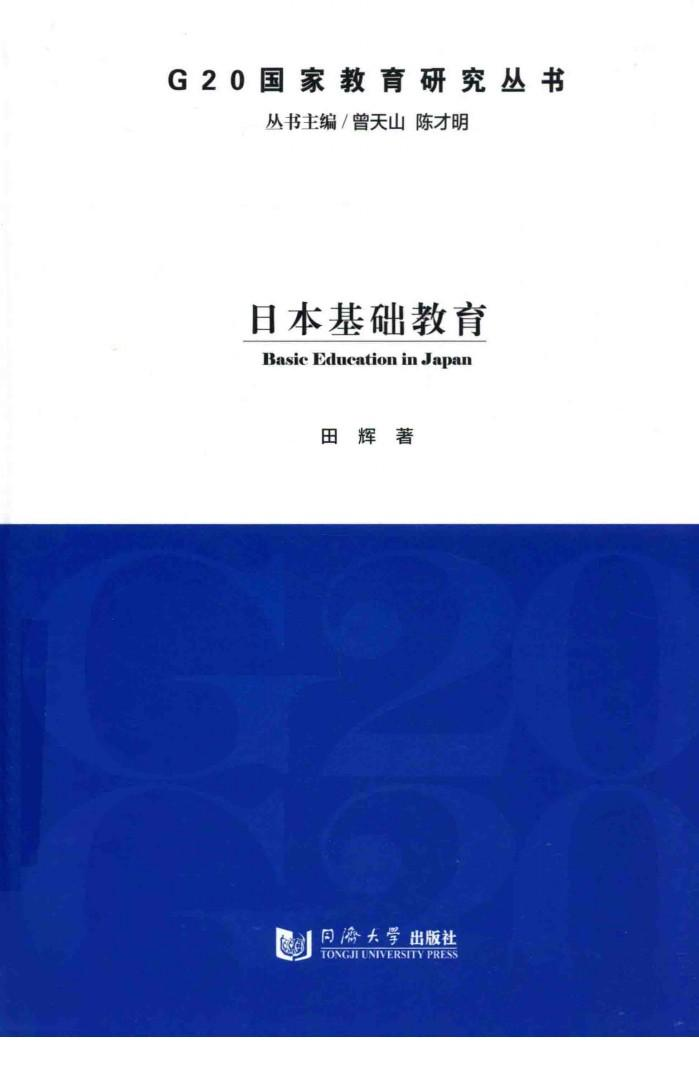 G20国家教育研究丛书
丛书主编/曾天山 陈才明
日本基础教育
Basic Education in Japan
田 辉 著
G20
G20
同济大学出版社
TONGJI UNIVERSITY PRESS